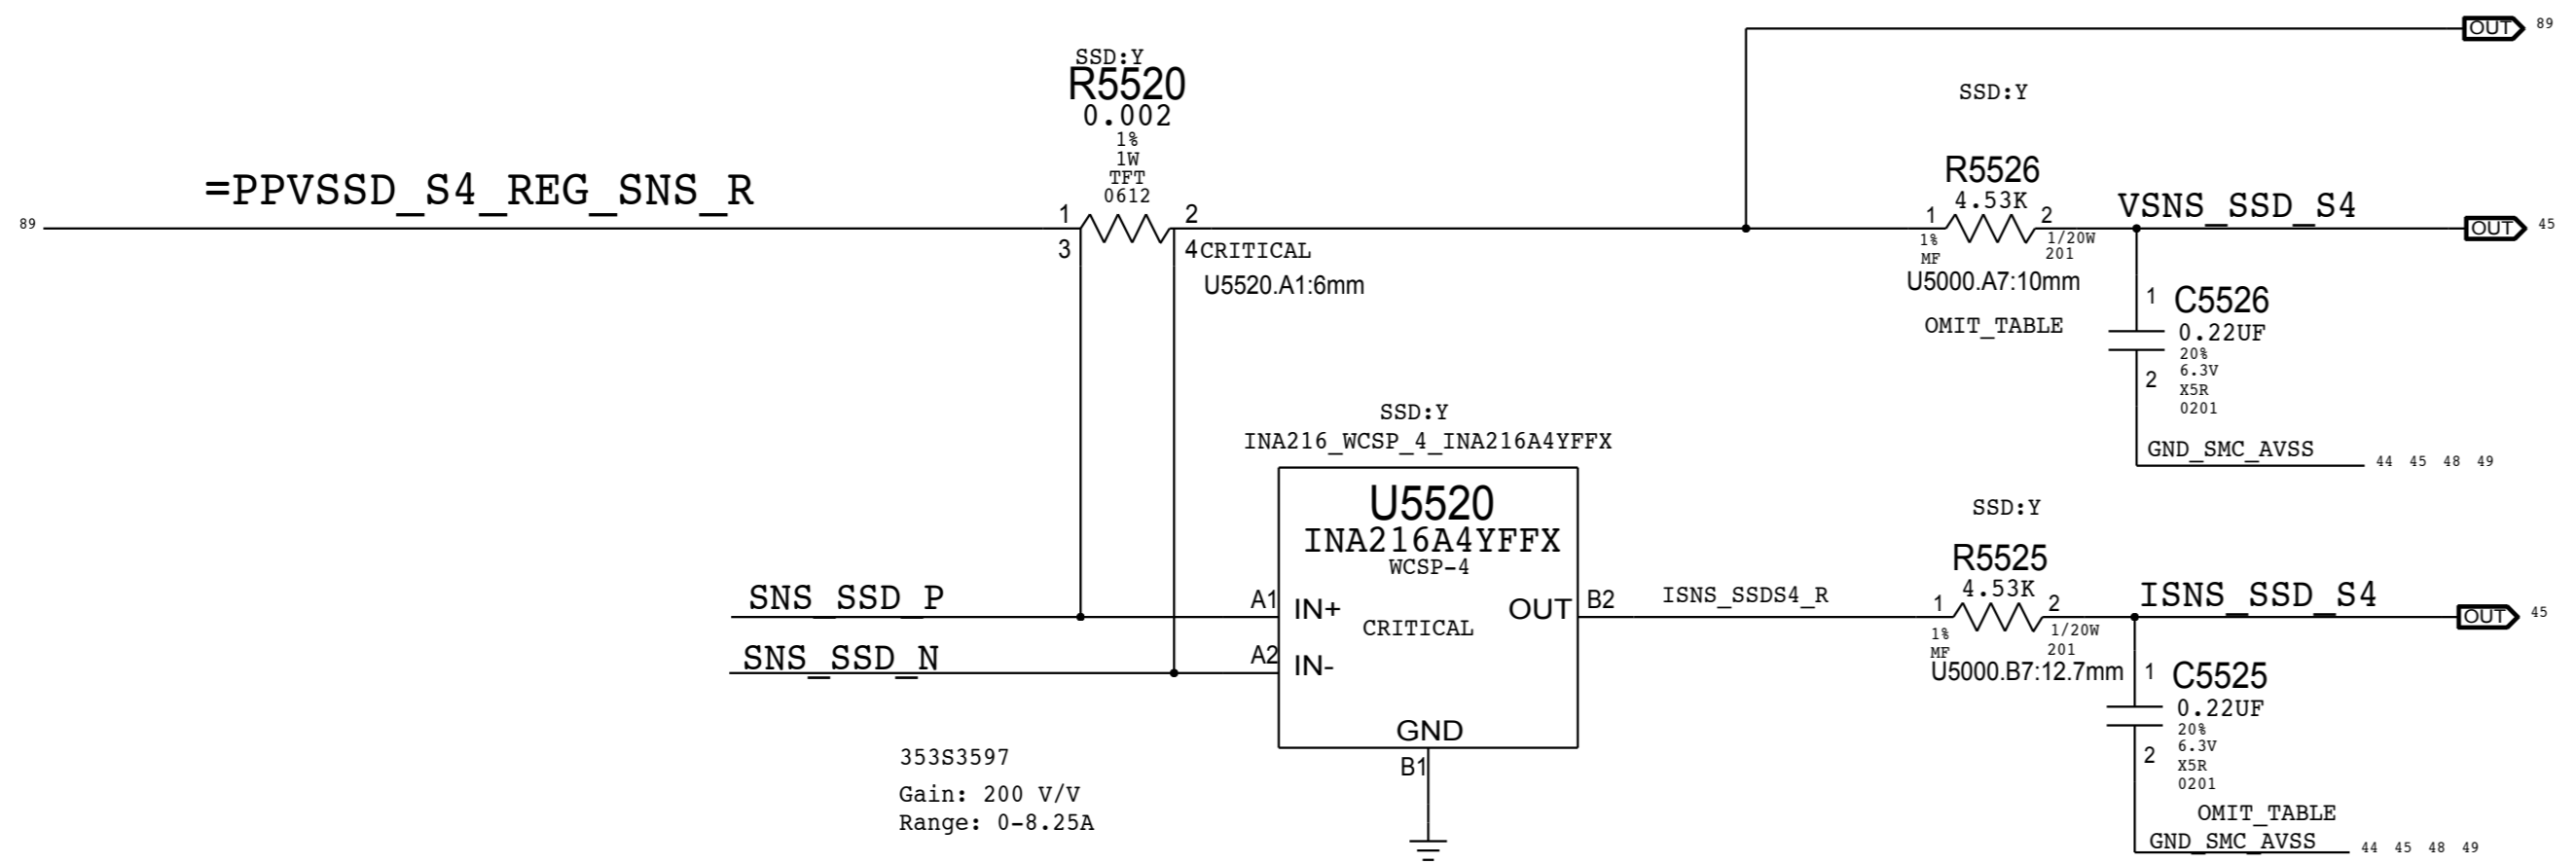 OUT 89
SSD:Y
R5520
0.002
1%
1W
TFT
0612
SSD:Y
=PPVSSD_S4_REG_SNS_R
89
1
2
3
4
CRITICAL
U5520.A1:6mm
R5526
4.53K
1
2
1%
MF
1/20W
201
U5000.A7:10mm
OMIT_TABLE
VSNS_SSD_S4
OUT 45
1
C5526
0.22UF
20%
6.3V
X5R
0201
2
GND_SMC_AVSS
44 45 48 49
SSD:Y
INA216_WCSP_4_INA216A4YFFX
U5520
INA216A4YFFX
WCSP-4
SNS_SSD_P
A1
IN+
OUT
B2
CRITICAL
SNS_SSD_N
A2
IN-
GND
B1
ISNS_SSDS4_R
SSD:Y
R5525
4.53K
1
2
1%
MF
1/20W
201
U5000.B7:12.7mm
ISNS_SSD_S4
OUT 45
1
C5525
0.22UF
20%
6.3V
X5R
0201
2
OMIT_TABLE
GND_SMC_AVSS
44 45 48 49
353S3597
Gain: 200 V/V
Range: 0-8.25A